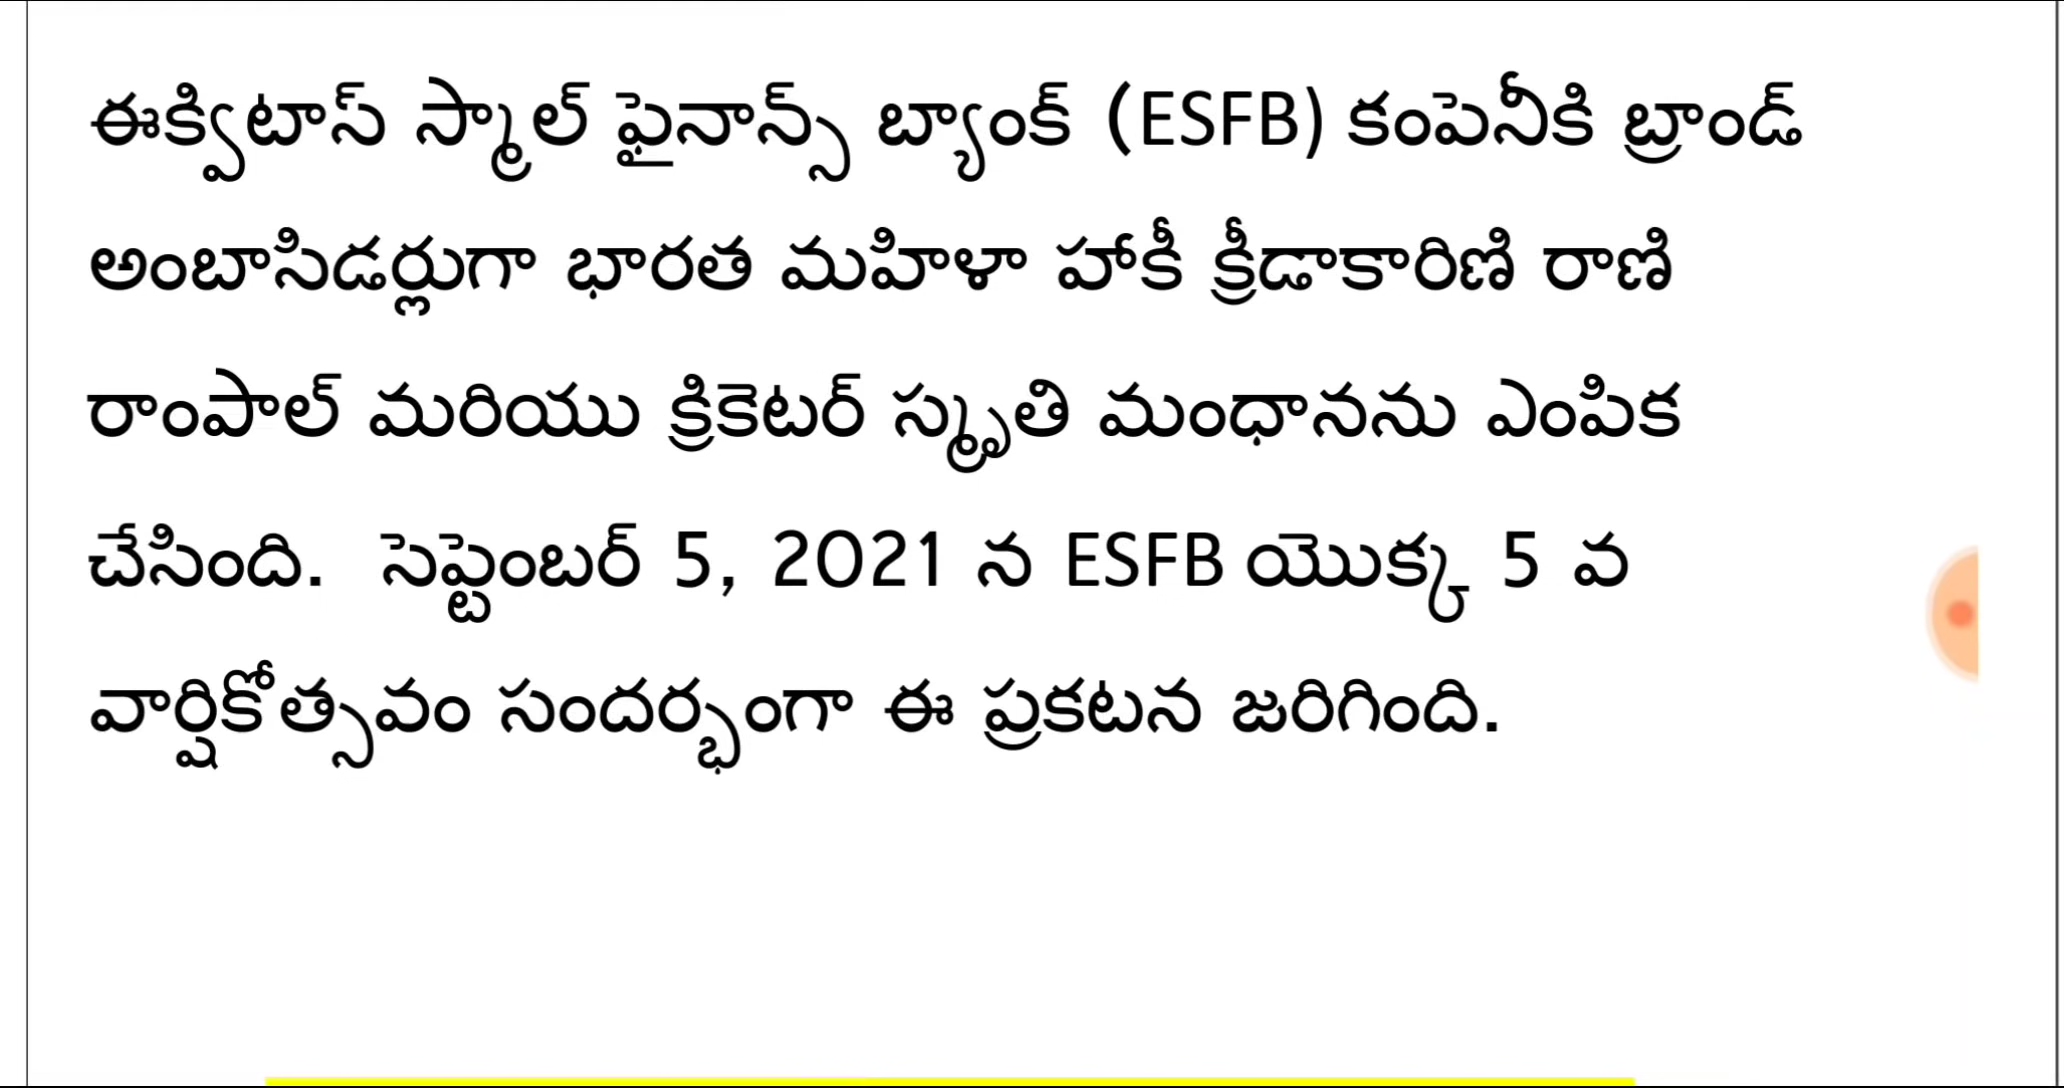 ఈక్విటాస్ స్మాల్ ఫైనాన్స్ బ్యాంక్ (ESFB) కంపెనీకి బ్రాండ్
అంబాసిడర్లుగా భారత మహిళా హాకీ క్రీడాకారిణి రాణి
రాంపాల్ మరియు క్రికెటర్ స్మృతి మంధానను ఎంపిక
చేసింది. సెప్టెంబర్ 5, 2021 న ESFB యొక్క 5 వ
వార్షికోత్సవం సందర్భంగా ఈ ప్రకటన జరిగింది.